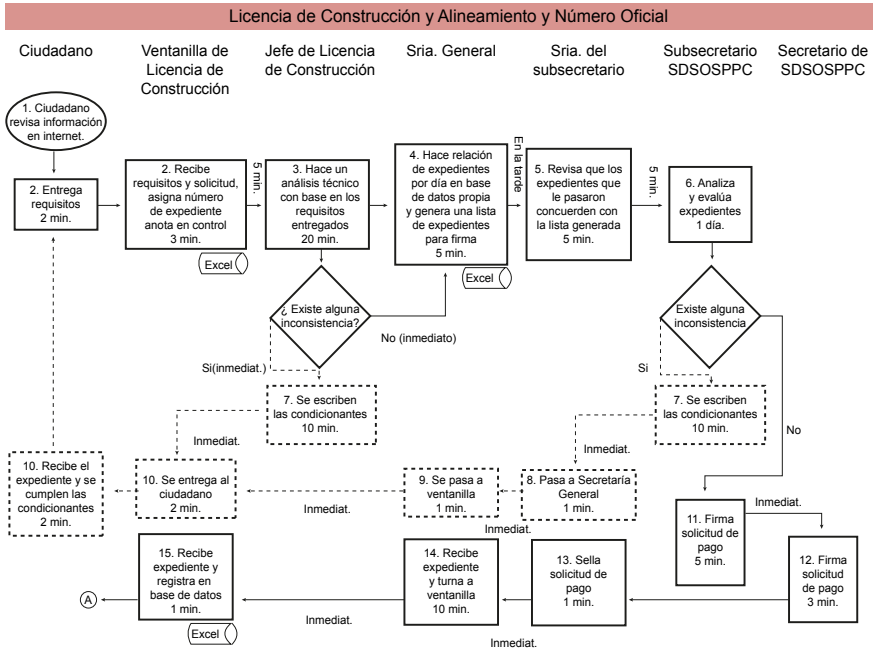 Licencia de Construcción y Alineamiento y Número Oficial
Ciudadano
Ventanilla de
Licencia de
Construcción
Jefe de Licencia
de Construcción
Sria. General
Sria. del
subsecretario
Subsecretario
SDSOSPPC
Secretario de
SDSOSPPC
1. Ciudadano
revisa información
en internet.
2. Entrega
requisitos
2 min.
2. Recibe
requisitos y solicitud,
asigna número
de expediente
anota en control
3 min.
Excel
5 min.
3. Hace un
análisis técnico
con base en los
requisitos
entregados
20 min.
4. Hace relación
de expedientes
por día en base
de datos propia
y genera una lista
de expedientes
para firma
5 min.
Excel
En la tarde
5. Revisa que los
expedientes que
le pasaron
concuerden con
la lista generada
5 min.
5 min.
6. Analiza
y evalúa
expedientes
1 día.
¿ Existe alguna
inconsistencia?
No (inmediato)
Si(inmediat.)
Existe alguna
inconsistencia
Si
No
7. Se escriben
las condicionantes
10 min.
Inmediat.
7. Se escriben
las condicionantes
10 min.
Inmediat.
10. Recibe el
expediente y se
cumplen las
condicionantes
2 min.
10. Se entrega al
ciudadano
2 min.
Inmediat.
9. Se pasa a
ventanilla
1 min.
Inmediat.
8. Pasa a Secretaría
General
1 min.
11. Firma
solicitud de
pago
5 min.
Inmediat.
12. Firma
solicitud
de pago
3 min.
13. Sella
solicitud de
pago
1 min.
Inmediat.
14. Recibe
expediente
y turna a
ventanilla
10 min.
Inmediat.
15. Recibe
expediente y
registra en
base de datos
1 min.
Excel
A